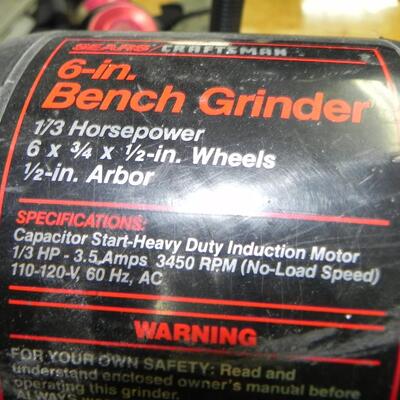 SEARS/CRAFTSMAN
6-in.
Bench Grinder
1/3 Horsepower
6 x 3/4 x 1/2-in. Wheels
1/2-in. Arbor
SPECIFICATIONS:
Capacitor Start-Heavy Duty Induction Motor
1/3 HP - 3.5 Amps 3450 RPM (No-Load Speed)
110-120-V, 60 Hz, AC
WARNING
FOR YOUR OWN SAFETY: Read and
understand enclosed owner's manual before
operating this grinder.
ALWAYS